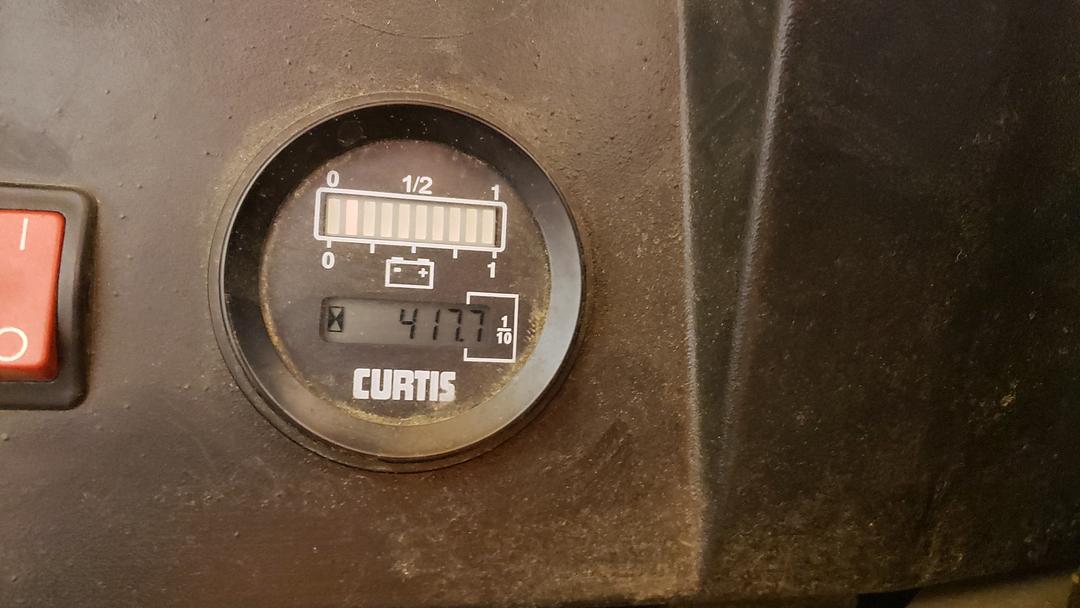 0 1/2 1
0 1
- +
417.7
1/10
CURTIS
I
O